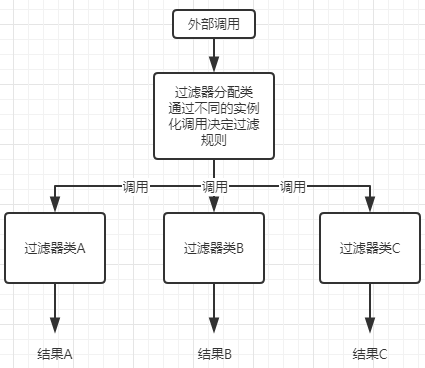 外部调用
过滤器分配类
通过不同的实例
化调用决定过滤
规则
调用 调用 调用
过滤器类A 过滤器类B 过滤器类C
结果A 结果B 结果C